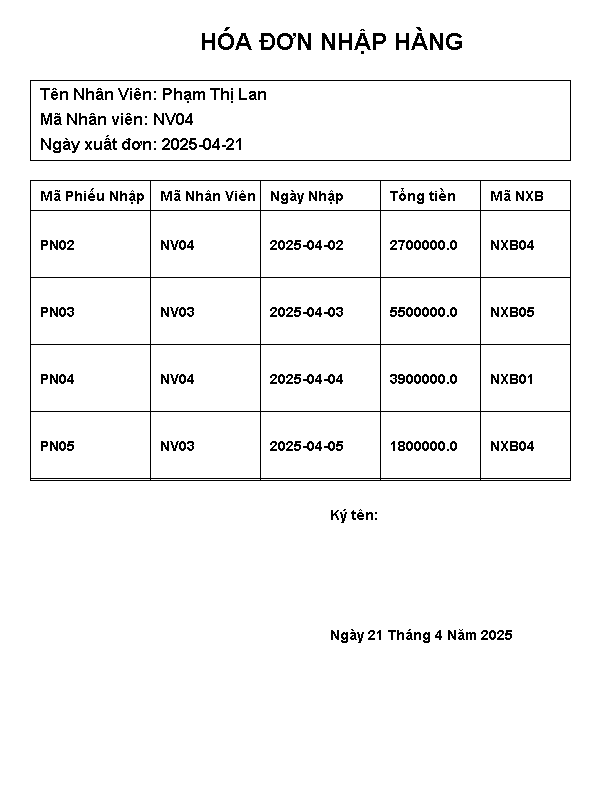 HÓA ĐƠN NHẬP HÀNG
Tên Nhân Viên: Phạm Thị Lan
Mã Nhân viên: NV04
Ngày xuất đơn: 2025-04-21
Mã Phiếu Nhập Mã Nhân Viên Ngày Nhập Tổng tiền Mã NXB
PN02 NV04 2025-04-02 2700000.0 NXB04
PN03 NV03 2025-04-03 5500000.0 NXB05
PN04 NV04 2025-04-04 3900000.0 NXB01
PN05 NV03 2025-04-05 1800000.0 NXB04
Ký tên:
Ngày 21 Tháng 4 Năm 2025